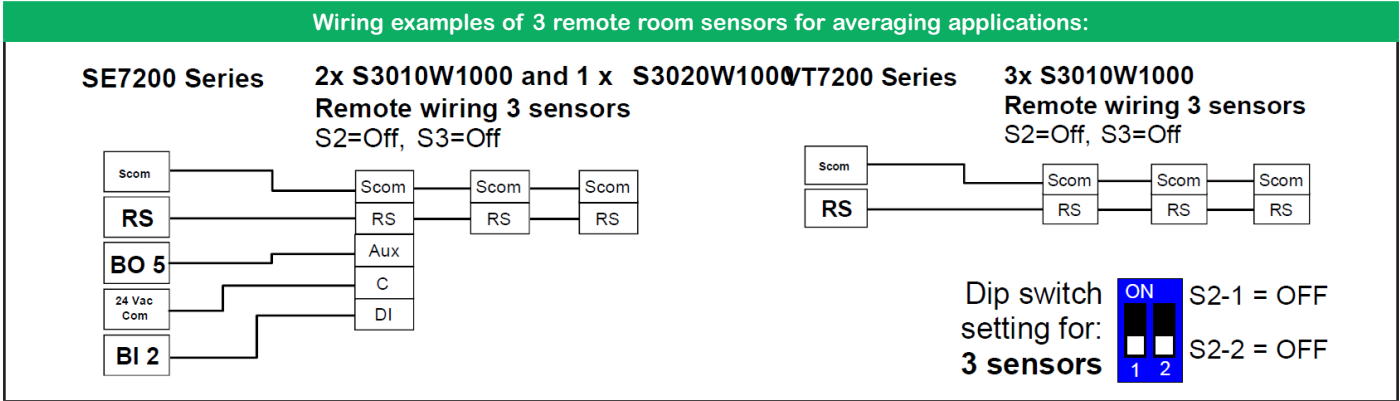 Wiring examples of 3 remote room sensors for averaging applications:
SE7200 Series
2x S3010W1000 and 1 x S3020W1000
Remote wiring 3 sensors
S2=Off, S3=Off
Scom
RS
BO 5
24 Vac
Com
BI 2
Scom
RS
Aux
C
DI
Scom
RS
Scom
RS
VT7200 Series
3x S3010W1000
Remote wiring 3 sensors
S2=Off, S3=Off
Scom
RS
Scom
RS
Scom
RS
Scom
RS
Dip switch
setting for:
3 sensors
ON
1 2
S2-1 = OFF
S2-2 = OFF